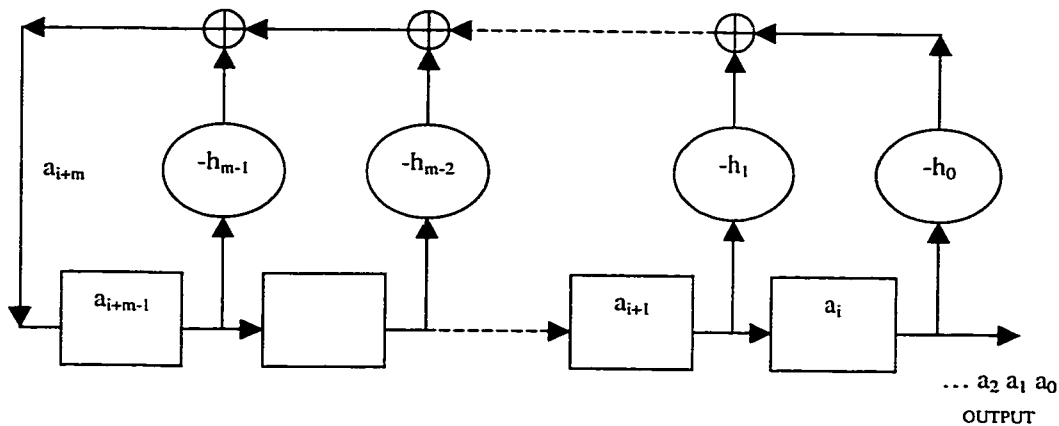 -h_{m-1} -h_{m-2} -h_1 -h_0
a_{i+m}
a_{i+m-1} a_{i+1} a_i
... a_2 a_1 a_0
OUTPUT